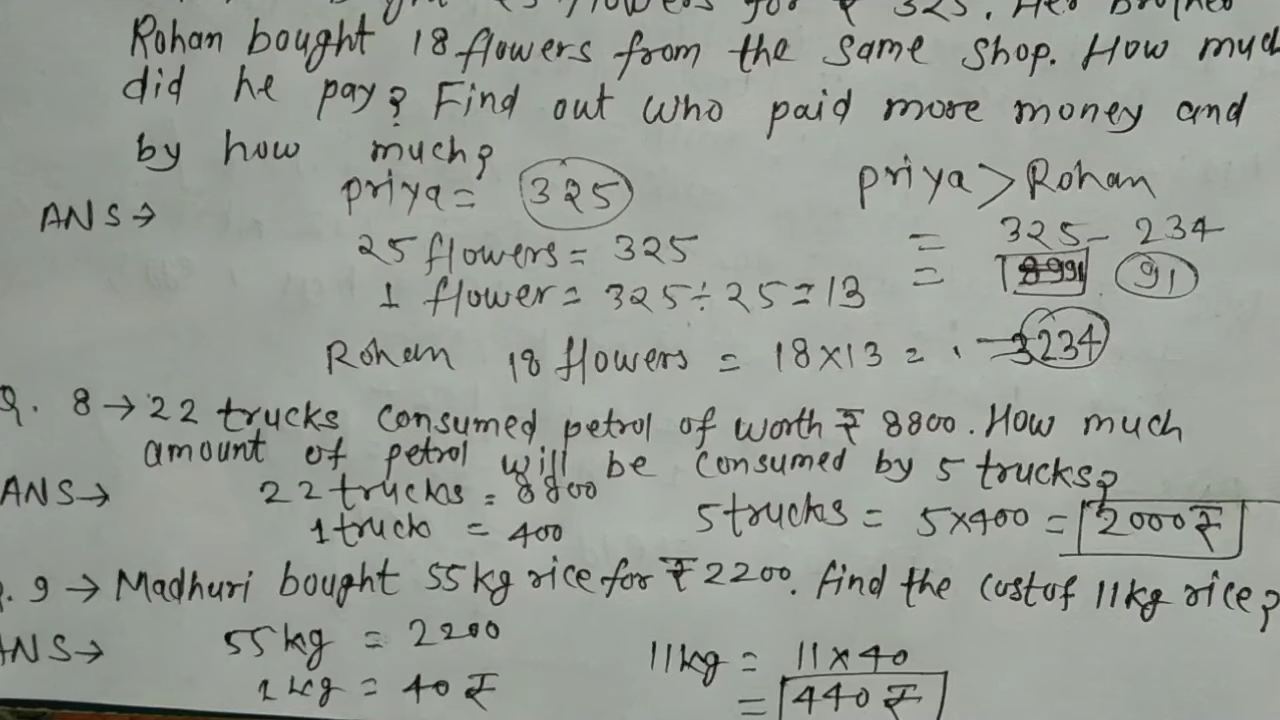 flowers for ₹ 325. Her brother
Rohan bought 18 flowers from the same shop. How much
did he pay? Find out who paid more money and
by how much?
ANS → priya = 325
priya > Rohan
25 flowers = 325
= 325 - 234
1 flower = 325 ÷ 25 = 13
= 91
Rohan 18 flowers = 18 × 13 = 234
Q. 8 → 22 trucks consumed petrol of worth ₹ 8800. How much
amount of petrol will be consumed by 5 trucks?
ANS → 22 trucks = 8800
1 truck = 400
5 trucks = 5×400 = 2000 ₹
. 9 → Madhuri bought 55 kg rice for ₹ 2200. find the cost of 11 kg rice?
ANS → 55 kg = 2200
1 kg = 40 ₹
11 kg = 11 × 40
= 440 ₹